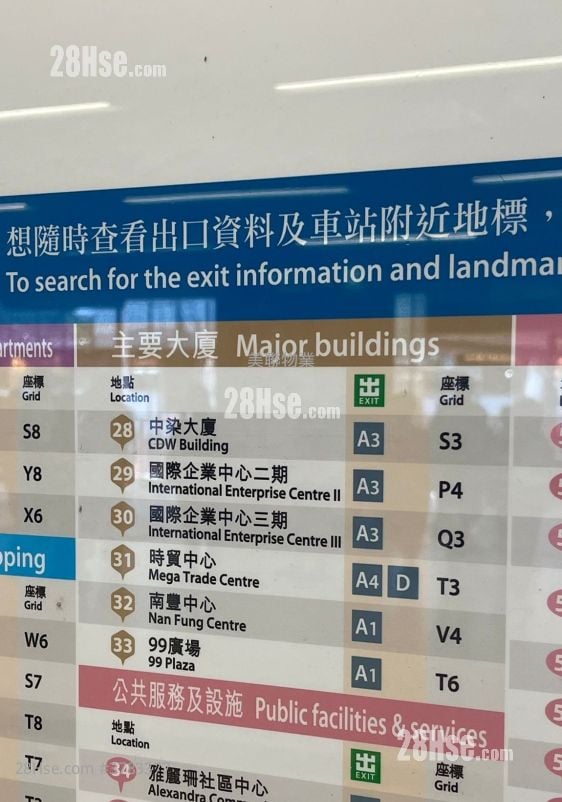 28Hse.com
想隨時查看出口資料及車站附近地標，
To search for the exit information and landmar
artments
主要大廈 Major buildings
美聯物業
座標
Grid
地點
Location
出
EXIT
座標
Grid
28Hse.com
S8
28 中染大廈
CDW Building
A3 S3
Y8
29 國際企業中心二期
International Enterprise Centre II
A3 P4
X6
30 國際企業中心三期
International Enterprise Centre III
A3 Q3
pping
31 時貿中心
Mega Trade Centre
A4 D T3
座標
Grid
32 南豐中心
Nan Fung Centre
A1 V4
W6
33 99廣場
99 Plaza
A1 T6
S7
公共服務及設施 Public facilities & services
T8
地點
Location
出
EXIT
座標
Grid
28Hse.com
T7
34 雅麗珊社區中心
Alexandra Com
28Hse.com